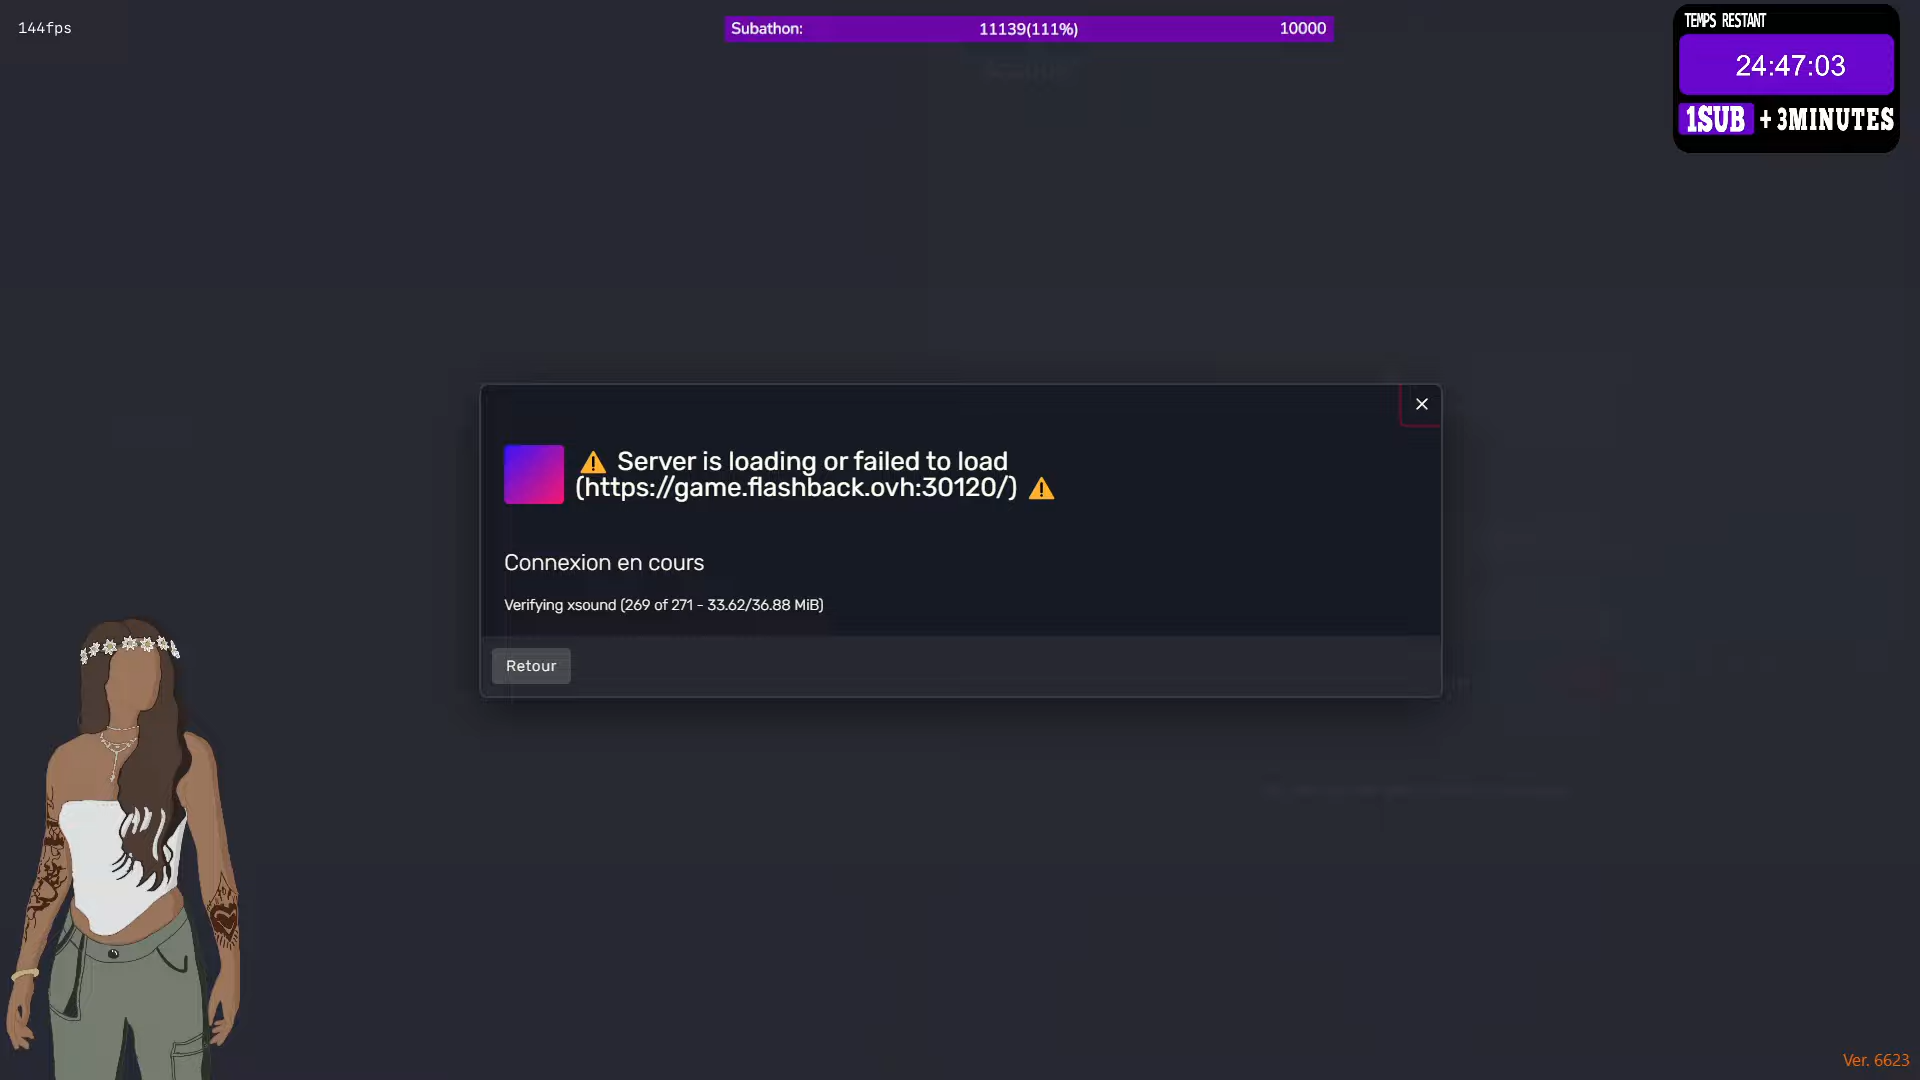 144fps
Subathon: 11139(111%) 10000
TEMPS RESTANT
24:47:03
1SUB + 3MINUTES
⚠ Server is loading or failed to load
(https://game.flashback.ovh:30120/) ⚠
Connexion en cours
Verifying xsound (269 of 271 - 33.62/36.88 MiB)
Retour
Ver. 6623